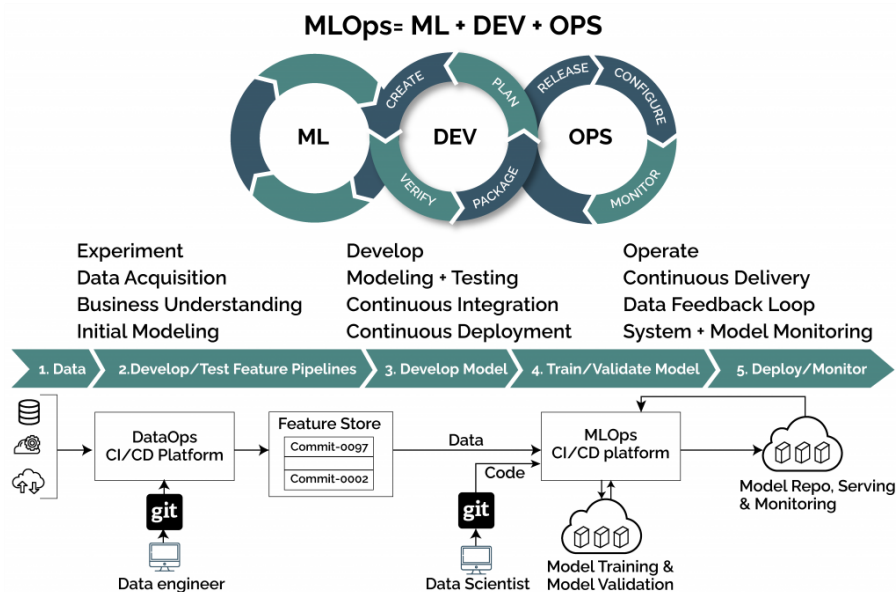 MLOps= ML + DEV + OPS
ML
CREATE
PLAN
DEV
VERIFY
PACKAGE
RELEASE
CONFIGURE
OPS
MONITOR
Experiment
Data Acquisition
Business Understanding
Initial Modeling
Develop
Modeling + Testing
Continuous Integration
Continuous Deployment
Operate
Continuous Delivery
Data Feedback Loop
System + Model Monitoring
1. Data
2.Develop/Test Feature Pipelines
3. Develop Model
4. Train/Validate Model
5. Deploy/Monitor
DataOps
CI/CD Platform
git
Data engineer
Feature Store
Commit-0097
Commit-0002
Data
Code
git
Data Scientist
MLOps
CI/CD platform
Model Training &
Model Validation
Model Repo, Serving
& Monitoring